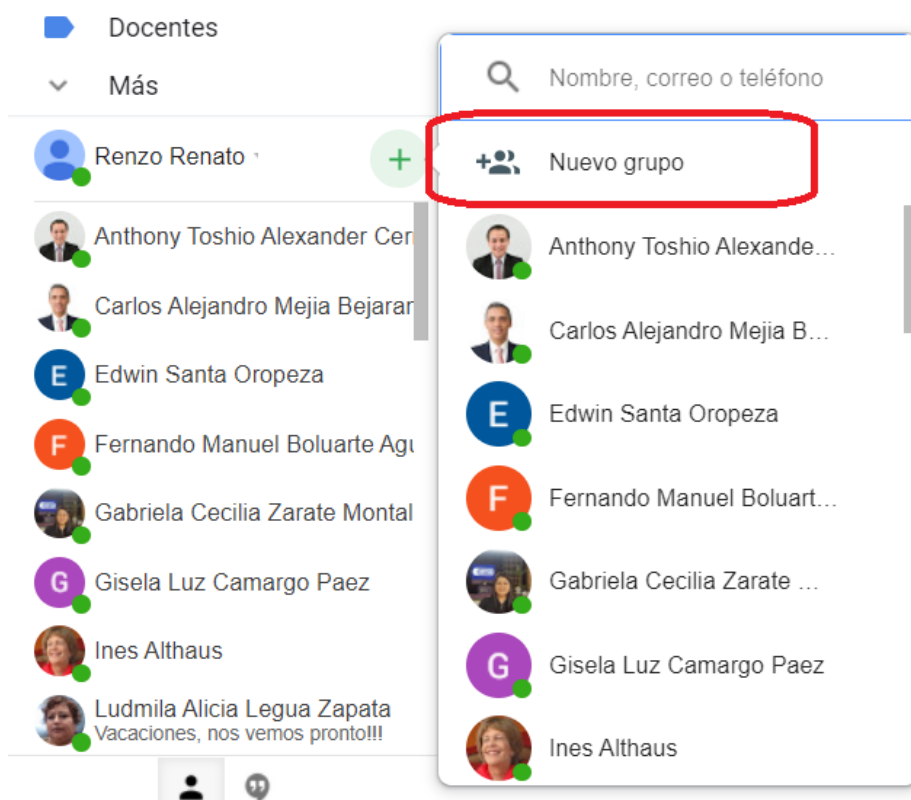 Docentes
Más
Renzo Renato
Anthony Toshio Alexander Cer
Carlos Alejandro Mejia Bejarar
E
Edwin Santa Oropeza
F
Fernando Manuel Boluarte Agu
Gabriela Cecilia Zarate Montal
G
Gisela Luz Camargo Paez
Ines Althaus
Ludmila Alicia Legua Zapata
Vacaciones, nos vemos pronto!!!
Nombre, correo o teléfono
Nuevo grupo
Anthony Toshio Alexande...
Carlos Alejandro Mejia B...
E
Edwin Santa Oropeza
F
Fernando Manuel Boluart...
Gabriela Cecilia Zarate ...
G
Gisela Luz Camargo Paez
Ines Althaus